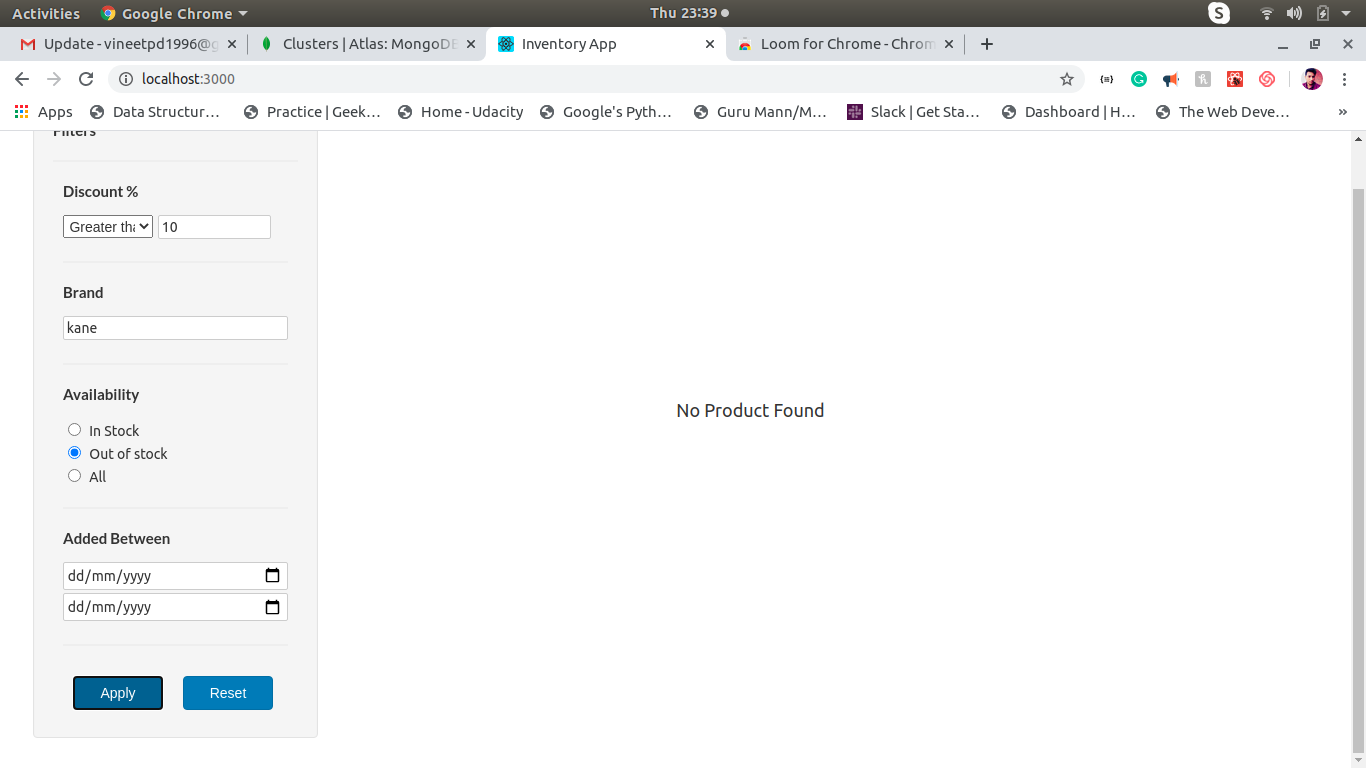 Activities Google Chrome Thu 23:39
Update - vineetpd1996@g Clusters | Atlas: MongoDB Inventory App Loom for Chrome - Chrom
localhost:3000
Apps Data Structur... Practice | Geek... Home - Udacity Google's Pyth... Guru Mann/M... Slack | Get Sta... Dashboard | H... The Web Deve... »
Filters
Discount %
Greater tha 10
Brand
kane
Availability
In Stock
Out of stock
All
Added Between
dd/mm/yyyy
dd/mm/yyyy
Apply Reset
No Product Found